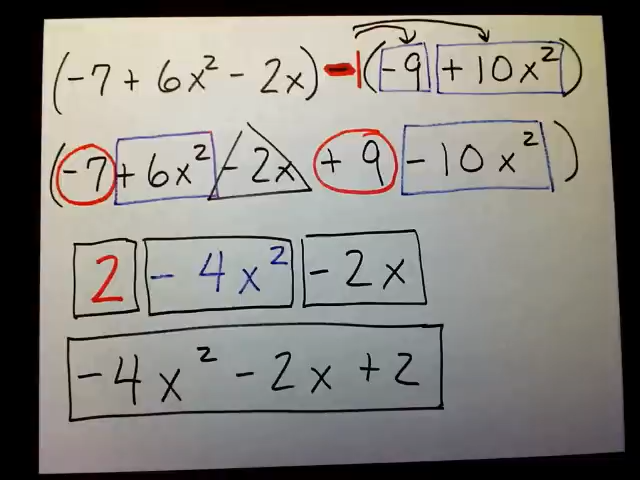 (-7 + 6x² - 2x) - 1(-9 + 10x²)
(-7 + 6x² - 2x + 9 - 10x²)
2 - 4x² - 2x
-4x² - 2x + 2